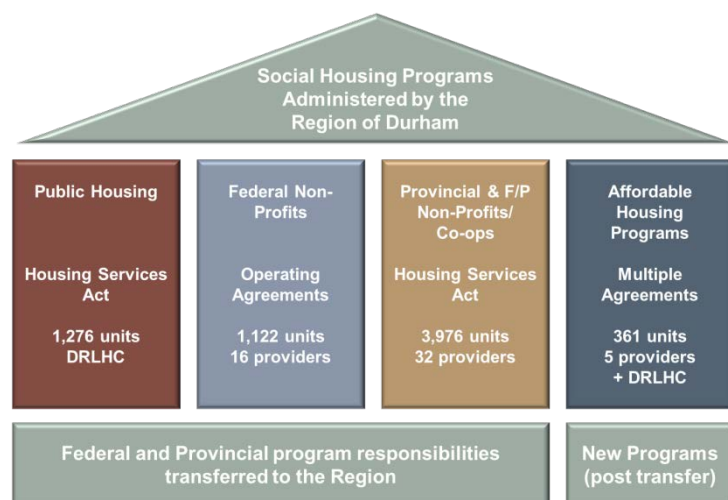 Social Housing Programs
Administered by the
Region of Durham
Public Housing
Housing Services
Act
1,276 units
DRLHC
Federal Non-
Profits
Operating
Agreements
1,122 units
16 providers
Provincial & F/P
Non-Profits/
Co-ops
Housing Services
Act
3,976 units
32 providers
Affordable
Housing
Programs
Multiple
Agreements
361 units
5 providers
+ DRLHC
Federal and Provincial program responsibilities
transferred to the Region
New Programs
(post transfer)